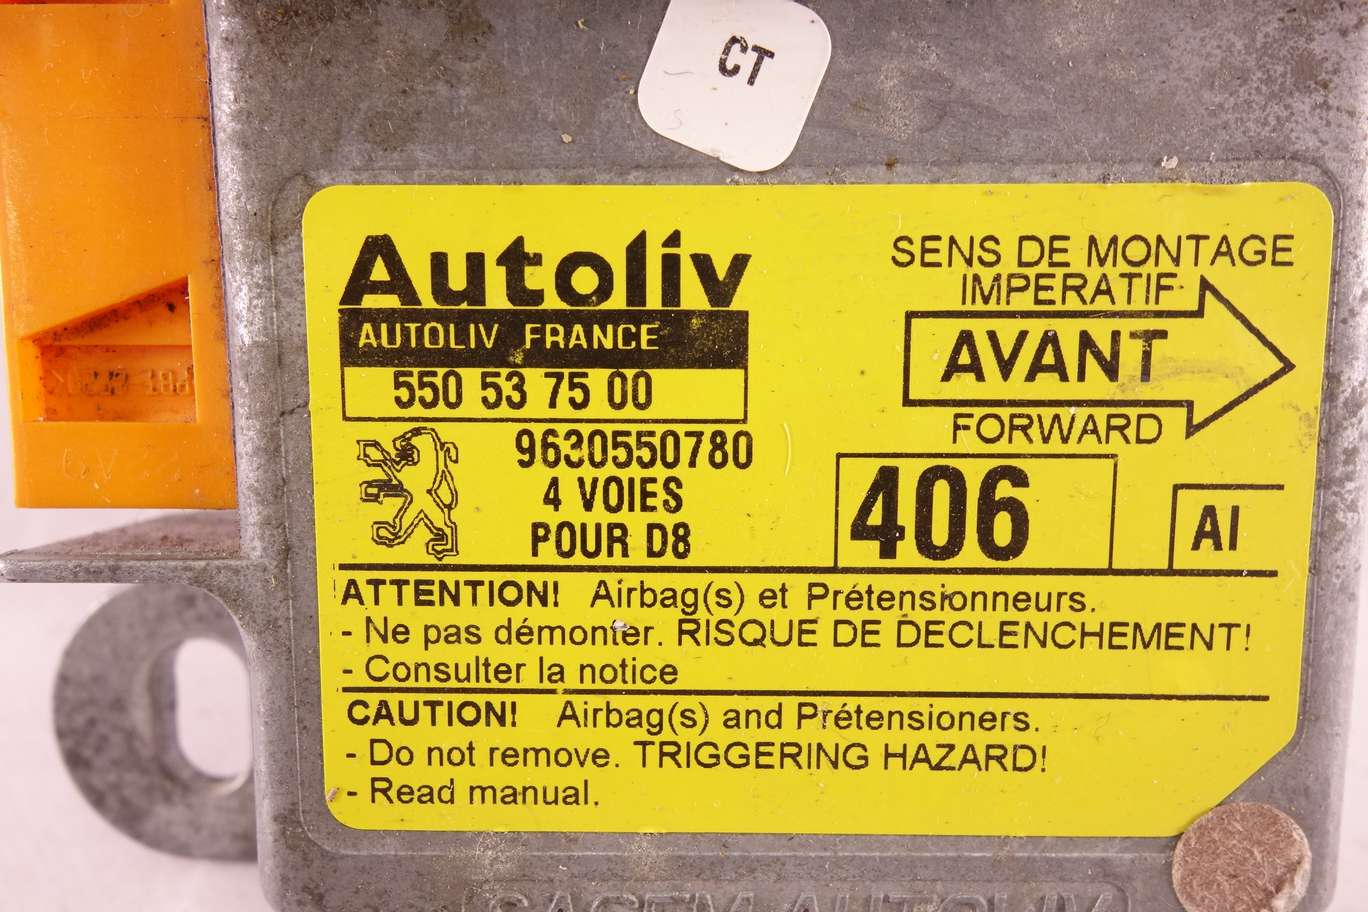 CT
Autoliv
AUTOLIV FRANCE
550 53 75 00
9630550780
4 VOIES
POUR D8
SENS DE MONTAGE
IMPERATIF
AVANT
FORWARD
406
AI
ATTENTION! Airbag(s) et Prétensionneurs.
- Ne pas démonter. RISQUE DE DECLENCHEMENT!
- Consulter la notice
CAUTION! Airbag(s) and Prétensioners.
- Do not remove. TRIGGERING HAZARD!
- Read manual.
SAGEM AUTOLIV